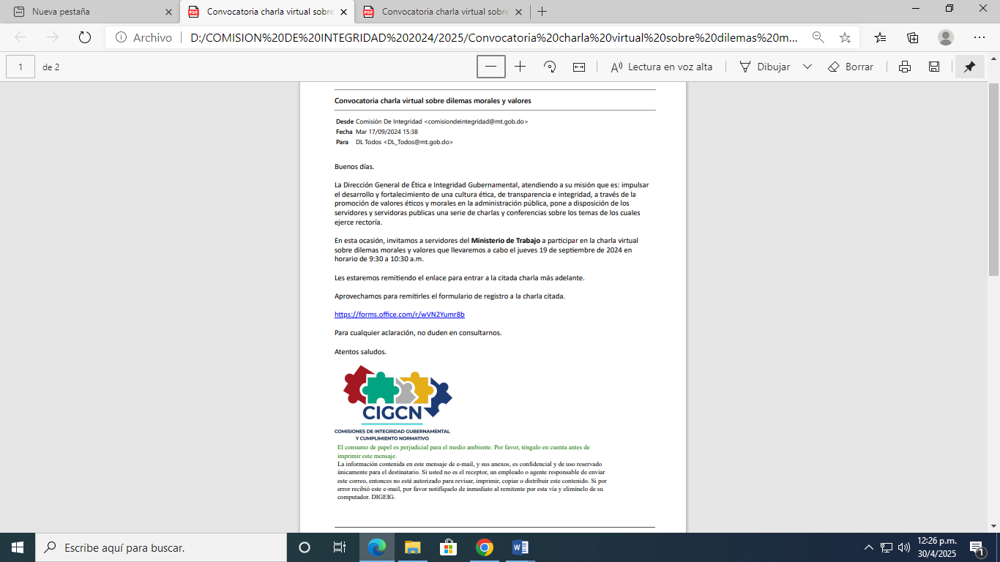 Nueva pestaña
Convocatoria charla virtual sobre
Convocatoria charla virtual sobre
Archivo
D:/COMISION%20DE%20INTEGRIDAD%202024/2025/Convocatoria%20charla%20virtual%20sobre%20dilemas%20m...
1 de 2
Lectura en voz alta
Dibujar
Borrar
Convocatoria charla virtual sobre dilemas morales y valores
Desde Comisión De Integridad <comisiondeintegridad@mt.gob.do>
Fecha Mar 17/09/2024 15:38
Para DL Todos <DL_Todos@mt.gob.do>
Buenos días.
La Dirección General de Ética e Integridad Gubernamental, atendiendo a su misión que es: impulsar
el desarrollo y fortalecimiento de una cultura ética, de transparencia e integridad, a través de la
promoción de valores éticos y morales en la administración pública, pone a disposición de los
servidores y servidoras publicas una serie de charlas y conferencias sobre los temas de los cuales
ejerce rectoría.
En esta ocasión, invitamos a servidores del Ministerio de Trabajo a participar en la charla virtual
sobre dilemas morales y valores que llevaremos a cabo el jueves 19 de septiembre de 2024 en
horario de 9:30 a 10:30 a.m.
Les estaremos remitiendo el enlace para entrar a la citada charla más adelante.
Aprovechamos para remitirles el formulario de registro a la charla citada.
https://forms.office.com/r/wVN2Yumr8b
Para cualquier aclaración, no duden en consultarnos.
Atentos saludos.
CIGCN
COMISIONES DE INTEGRIDAD GUBERNAMENTAL
Y CUMPLIMIENTO NORMATIVO
El consumo de papel es perjudicial para el medio ambiente. Por favor, téngalo en cuenta antes de
imprimir este mensaje.
La información contenida en este mensaje de e-mail, y sus anexos, es confidencial y de uso reservado
únicamente para el destinatario. Si usted no es el receptor, un empleado o agente responsable de enviar
este correo, entonces no está autorizado para revisar, imprimir, copiar o distribuir este contenido. Si por
error recibió este e-mail, por favor notifíquelo de inmediato al remitente por esta vía y elimínelo de su
computador. DIGEIG.
Escribe aquí para buscar.
12:26 p.m.
30/4/2025
1